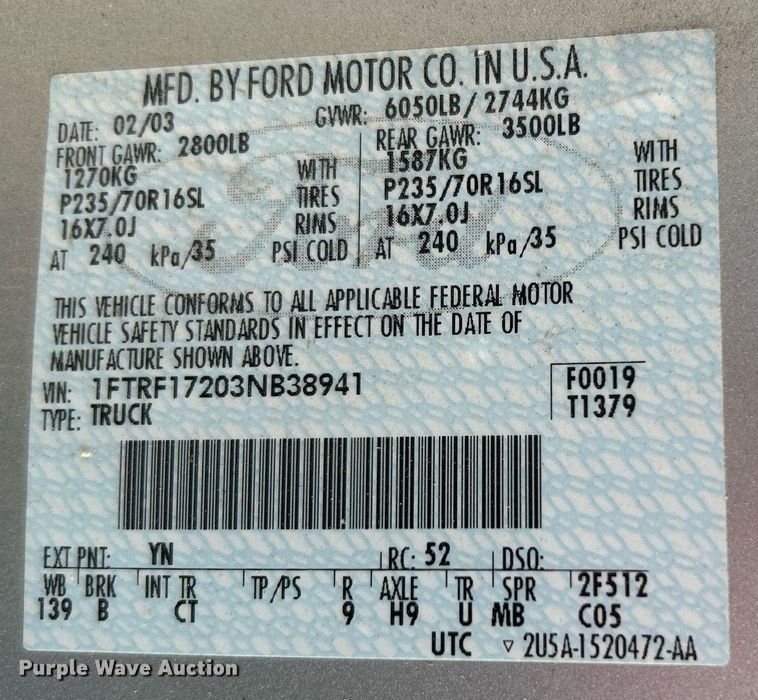 MFD. BY FORD MOTOR CO. IN U.S.A.
DATE: 02/03 GVWR: 6050LB/ 2744KG
FRONT GAWR: 2800LB REAR GAWR: 3500LB
1270KG WITH 1587KG WITH
P235/70R16SL TIRES P235/70R16SL TIRES
16X7.0J RIMS 16X7.0J RIMS
AT 240 kPa/35 PSI COLD AT 240 kPa/35 PSI COLD
THIS VEHICLE CONFORMS TO ALL APPLICABLE FEDERAL MOTOR
VEHICLE SAFETY STANDARDS IN EFFECT ON THE DATE OF
MANUFACTURE SHOWN ABOVE.
VIN: 1FTRF17203NB38941 F0019
TYPE: TRUCK T1379
EXT PNT: YN RC: 52 DSO:
WB BRK INT TR TP/PS R AXLE TR SPR 2F512
139 B CT 9 H9 U MB C05
UTC ▿ 2U5A-1520472-AA
Ford
Purple Wave Auction